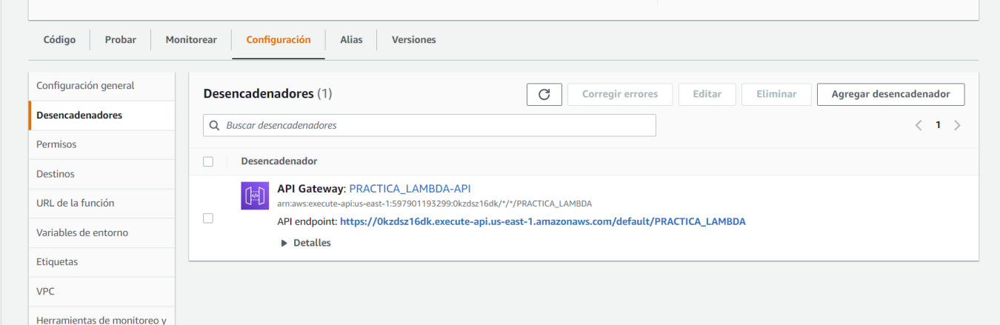 Código Probar Monitorear Configuración Alias Versiones
Configuración general
Desencadenadores
Permisos
Destinos
URL de la función
Variables de entorno
Etiquetas
VPC
Herramientas de monitoreo y
Desencadenadores (1)
Corregir errores Editar Eliminar Agregar desencadenador
Buscar desencadenadores
1
Desencadenador
API Gateway: PRACTICA_LAMBDA-API
arn:aws:execute-api:us-east-1:597901193299:0kzdsz16dk/*/*/PRACTICA_LAMBDA
API endpoint: https://0kzdsz16dk.execute-api.us-east-1.amazonaws.com/default/PRACTICA_LAMBDA
Detalles